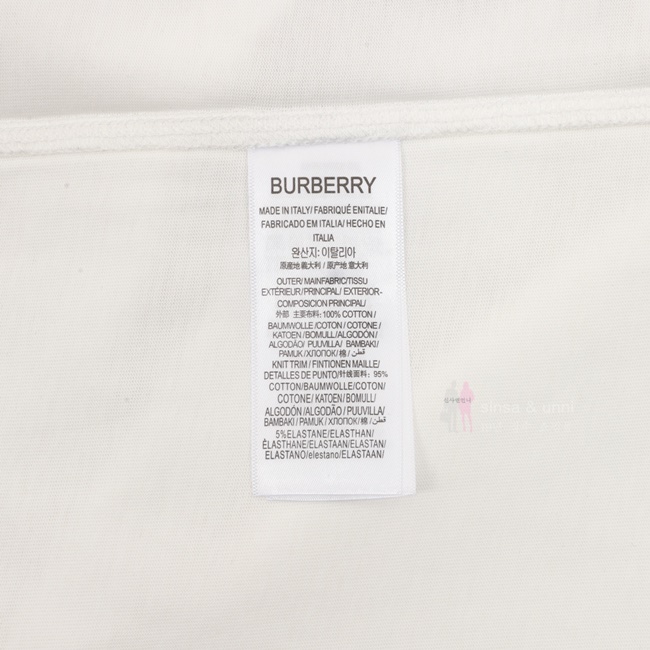 BURBERRY
MADE IN ITALY/ FABRIQUÉ ENITALIE/
FABRICADO EM ITALIA/ HECHO EN
ITALIA
완산지: 이탈리아
原産地 義大利 / 原产地 意大利
OUTER/ MAINFABRIC/TISSU
EXTÉRIEUR/PRINCIPAL/ EXTERIOR-
COMPOSICION PRINCIPAL/
外部 主要布料: 100% COTTON /
BAUMWOLLE /COTON / COTONE /
KATOEN / BOMULL/ALGODÓN/
ALGODÃO/ PUUVILLA/ BAMBAKI/
PAMUK /ХЛОПОК/ 棉 / قطن /
KNIT TRIM / FINTIONEN MAILLE/
DETALLES DE PUNTO/针线面料: 95%
COTTON/BAUMWOLLE/COTON/
COTONE / KATOEN / BOMULL/
ALGODÓN /ALGODÃO / PUUVILLA/
BAMBAKI / PAMUK / ХЛОПОК/ 棉 / قطن /
5%ELASTANE/ELASTHAN/
ÈLASTHANE/ELASTAAN/ELASTAN/
ELASTANO/elestano/ELASTAAN/
sinsa & unni